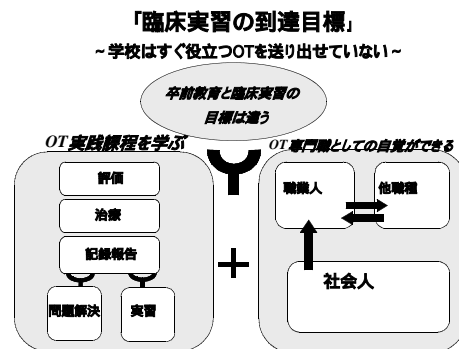 「臨床実習の到達目標」
～学校はすぐ役立つOTを送り出せていない～
卒前教育と臨床実習の
目標は違う
OT実践課程を学ぶ
OT専門職としての自覚ができる
評価
治療
記録報告
問題解決
実習
職業人
他職種
社会人